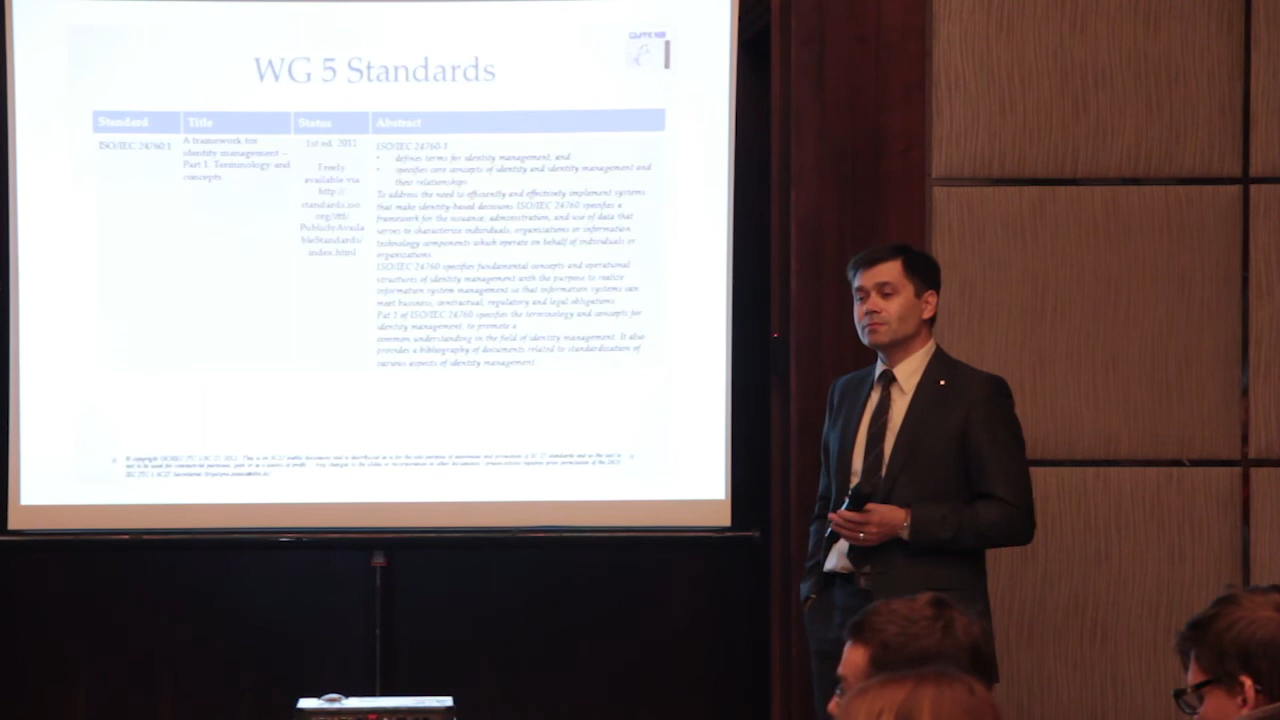 WG 5 Standards
Standard
Title
Status
Abstract
ISO/IEC 24760:1
A framework for
identity management –
Part 1: Terminology and
concepts
1st ed. 2011
Freely
available via
http://
standards.iso.
org/ittf/
PubliclyAvaila
bleStandards/
index.html
ISO/IEC 24760-1
• defines terms for identity management, and
• specifies core concepts of identity and identity management and
their relationships.
To address the need to efficiently and effectively implement systems
that make identity-based decisions ISO/IEC 24760 specifies a
framework for the issuance, administration, and use of data that
serves to characterize individuals, organizations or information
technology components which operate on behalf of individuals or
organizations.
ISO/IEC 24760 specifies fundamental concepts and operational
structures of identity management with the purpose to realize
information system management so that information systems can
meet business, contractual, regulatory and legal obligations.
Pat 1 of ISO/IEC 24760 specifies the terminology and concepts for
identity management, to promote a
common understanding in the field of identity management. It also
provides a bibliography of documents related to standardization of
various aspects of identity management.